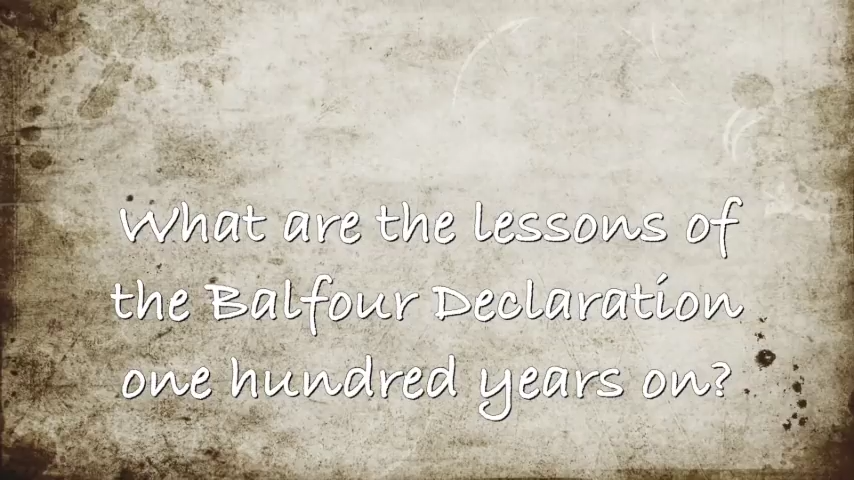 What are the lessons of
the Balfour Declaration
one hundred years on?